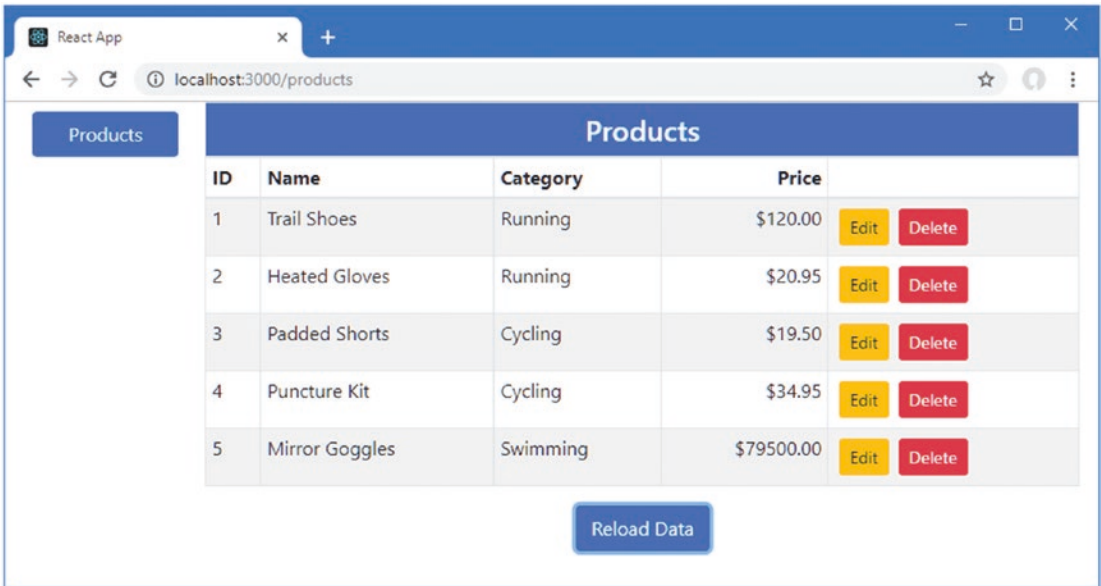 React App
localhost:3000/products
Products
Products
ID Name Category Price
1 Trail Shoes Running $120.00 Edit Delete
2 Heated Gloves Running $20.95 Edit Delete
3 Padded Shorts Cycling $19.50 Edit Delete
4 Puncture Kit Cycling $34.95 Edit Delete
5 Mirror Goggles Swimming $79500.00 Edit Delete
Reload Data